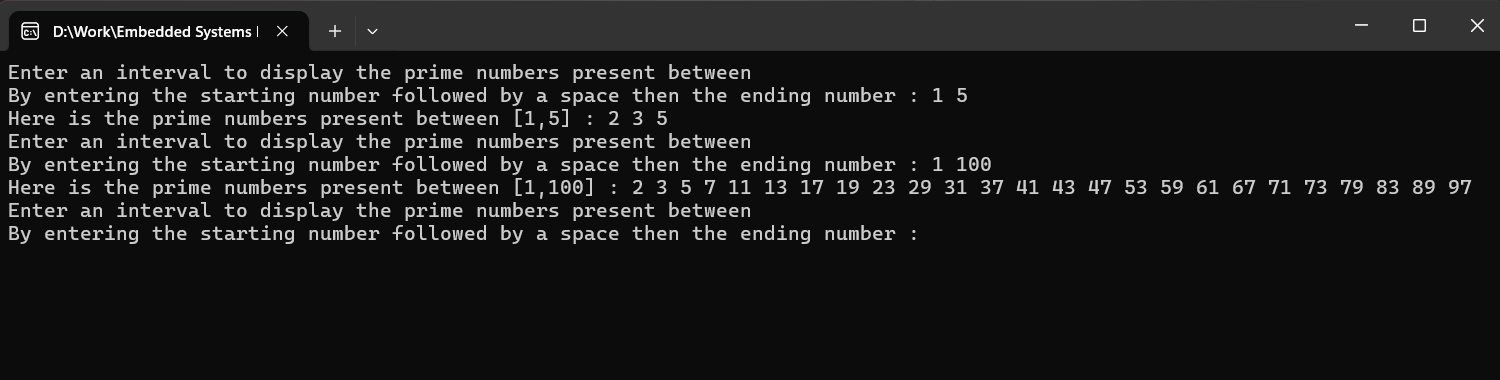 D:\Work\Embedded Systems
Enter an interval to display the prime numbers present between
By entering the starting number followed by a space then the ending number : 1 5
Here is the prime numbers present between [1,5] : 2 3 5
Enter an interval to display the prime numbers present between
By entering the starting number followed by a space then the ending number : 1 100
Here is the prime numbers present between [1,100] : 2 3 5 7 11 13 17 19 23 29 31 37 41 43 47 53 59 61 67 71 73 79 83 89 97
Enter an interval to display the prime numbers present between
By entering the starting number followed by a space then the ending number :